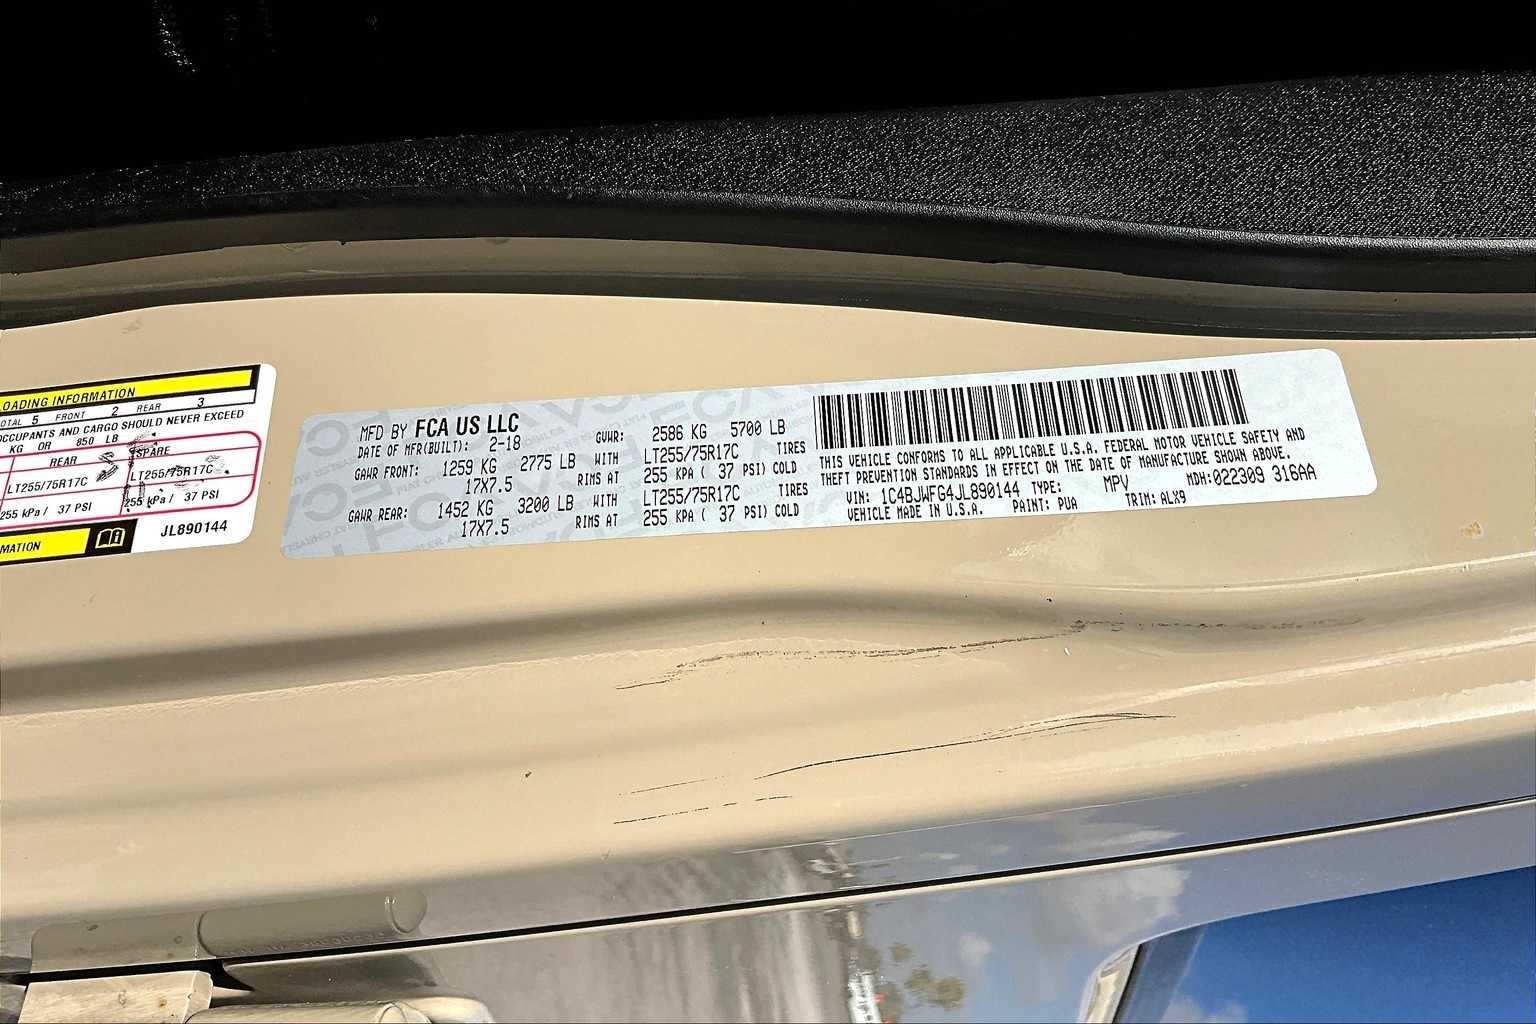 LOADING INFORMATION
TOTAL 5 FRONT 2 REAR 3
OCCUPANTS AND CARGO SHOULD NEVER EXCEED
KG OR 850 LB
REAR SPARE
LT255/75R17C LT255/75R17C
255 kPa / 37 PSI 255 kPa / 37 PSI
JL890144
MFD BY FCA US LLC
DATE OF MFR(BUILT): 2-18 GVWR: 2586 KG 5700 LB
GAWR FRONT: 1259 KG 2775 LB WITH LT255/75R17C TIRES
17X7.5 RIMS AT 255 KPA ( 37 PSI) COLD
GAWR REAR: 1452 KG 3200 LB WITH LT255/75R17C TIRES
17X7.5 RIMS AT 255 KPA ( 37 PSI) COLD
THIS VEHICLE CONFORMS TO ALL APPLICABLE U.S.A. FEDERAL MOTOR VEHICLE SAFETY AND
THEFT PREVENTION STANDARDS IN EFFECT ON THE DATE OF MANUFACTURE SHOWN ABOVE.
VIN: 1C4BJWFG4JL890144 TYPE: MPV MDH:022309 316AA
VEHICLE MADE IN U.S.A. PAINT: PUA TRIM: ALX9